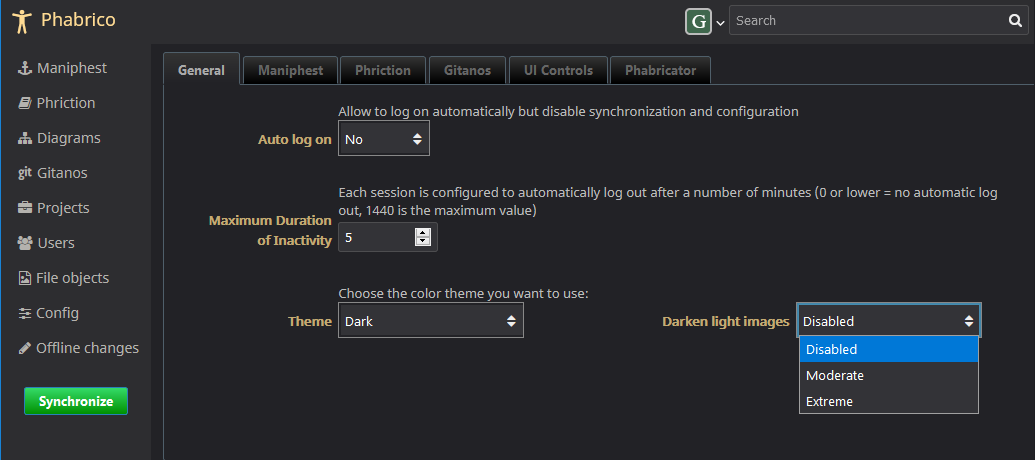 Phabrico
G
Search
Maniphest
Phriction
Diagrams
git Gitanos
Projects
Users
File objects
Config
Offline changes
Synchronize
General
Maniphest
Phriction
Gitanos
UI Controls
Phabricator
Allow to log on automatically but disable synchronization and configuration
Auto log on
No
Each session is configured to automatically log out after a number of minutes (0 or lower = no automatic log
out, 1440 is the maximum value)
Maximum Duration
of Inactivity
5
Choose the color theme you want to use:
Theme
Dark
Darken light images
Disabled
Disabled
Moderate
Extreme